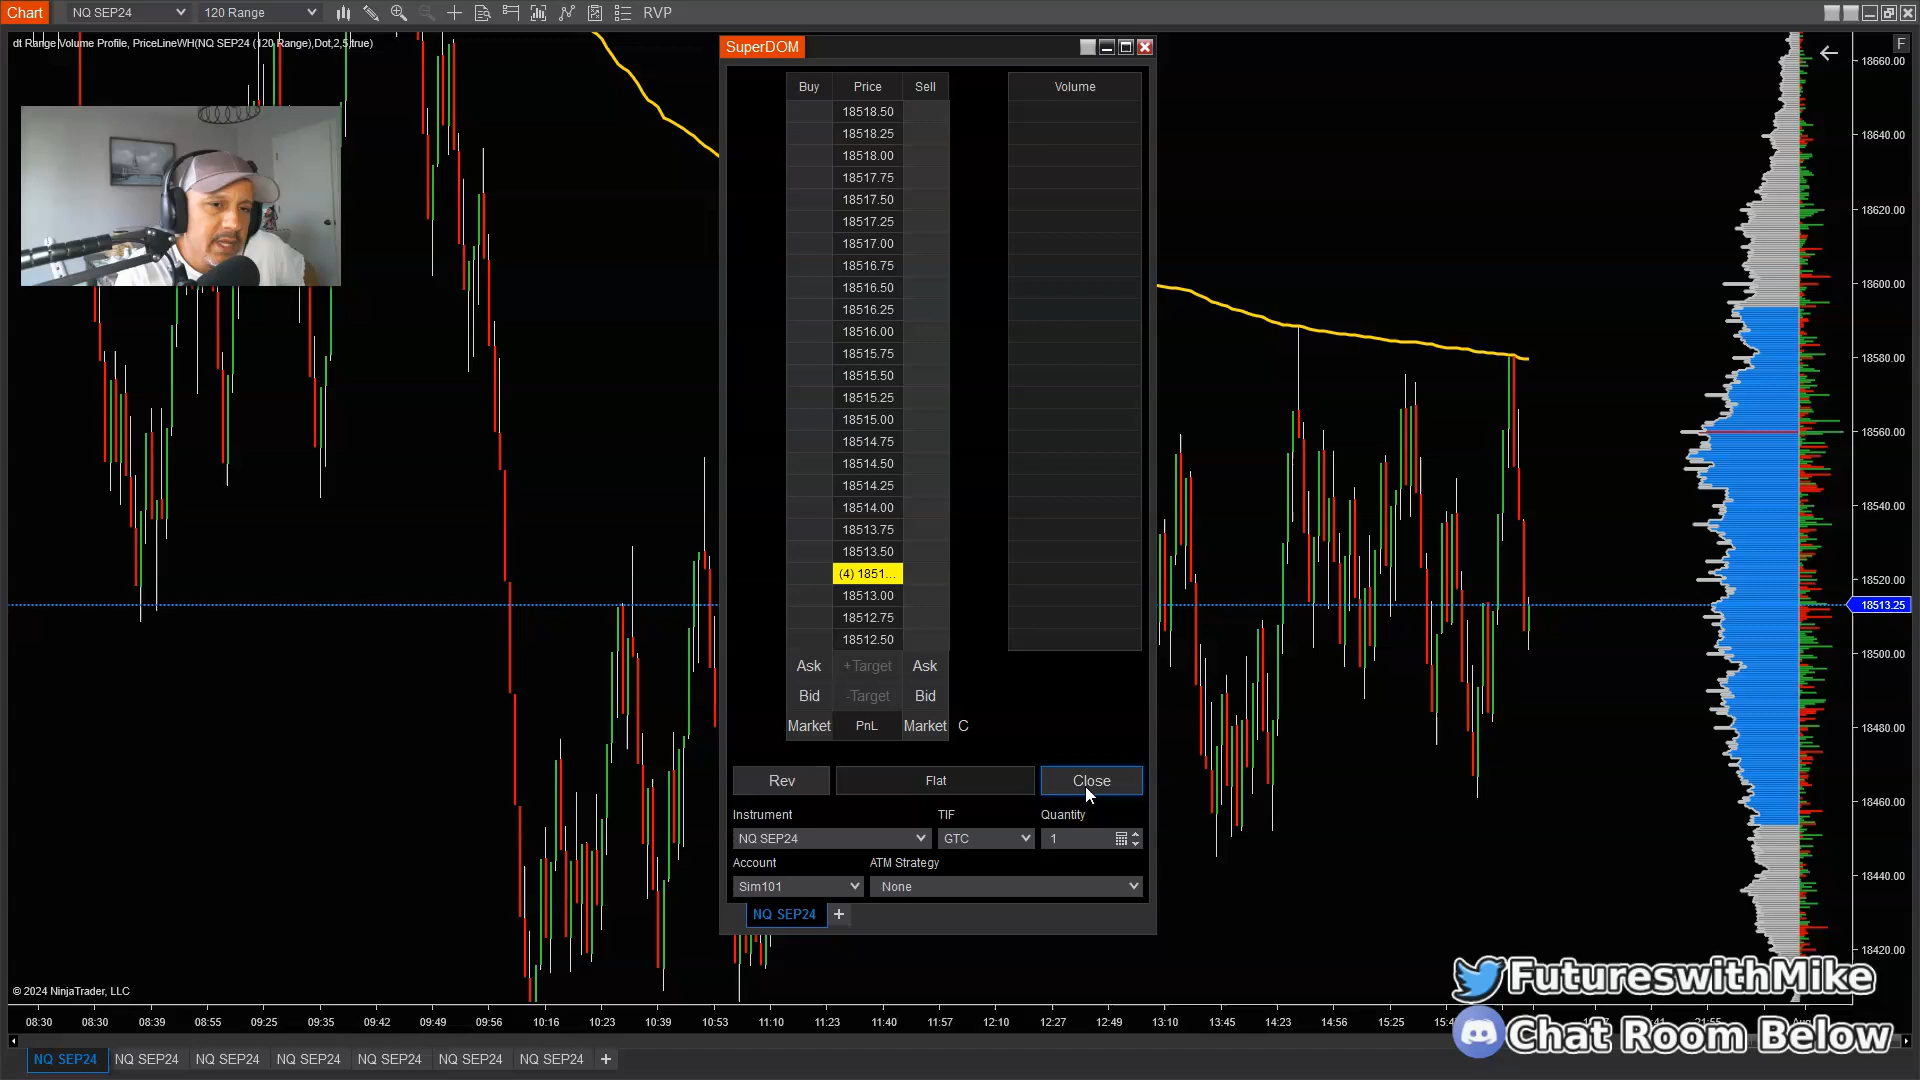 Chart
NQ SEP24
120 Range
RVP
dt Range Volume Profile, PriceLineWH(NQ SEP24 (120 Range),Dot,2,5,true)
SuperDOM
F
Buy Price Sell
Volume
18518.50
18518.25
18518.00
18517.75
18517.50
18517.25
18517.00
18516.75
18516.50
18516.25
18516.00
18515.75
18515.50
18515.25
18515.00
18514.75
18514.50
18514.25
18514.00
18513.75
18513.50
(4) 1851...
18513.00
18512.75
18512.50
Ask +Target Ask
Bid -Target Bid
Market PnL Market C
Rev Flat Close
Instrument TIF Quantity
NQ SEP24 GTC 1
Account ATM Strategy
Sim101 None
NQ SEP24 +
18660.00
18640.00
18620.00
18600.00
18580.00
18560.00
18540.00
18520.00
18513.25
18500.00
18480.00
18460.00
18440.00
18420.00
© 2024 NinjaTrader, LLC
FutureswithMike
Chat Room Below
08:30 08:30 08:39 08:55 09:25 09:35 09:42 09:49 09:56 10:16 10:23 10:39 10:53 11:10 11:23 11:40 11:57 12:10 12:27 12:49 13:10 13:45 14:23 14:56 15:25
NQ SEP24 NQ SEP24 NQ SEP24 NQ SEP24 NQ SEP24 NQ SEP24 NQ SEP24 +